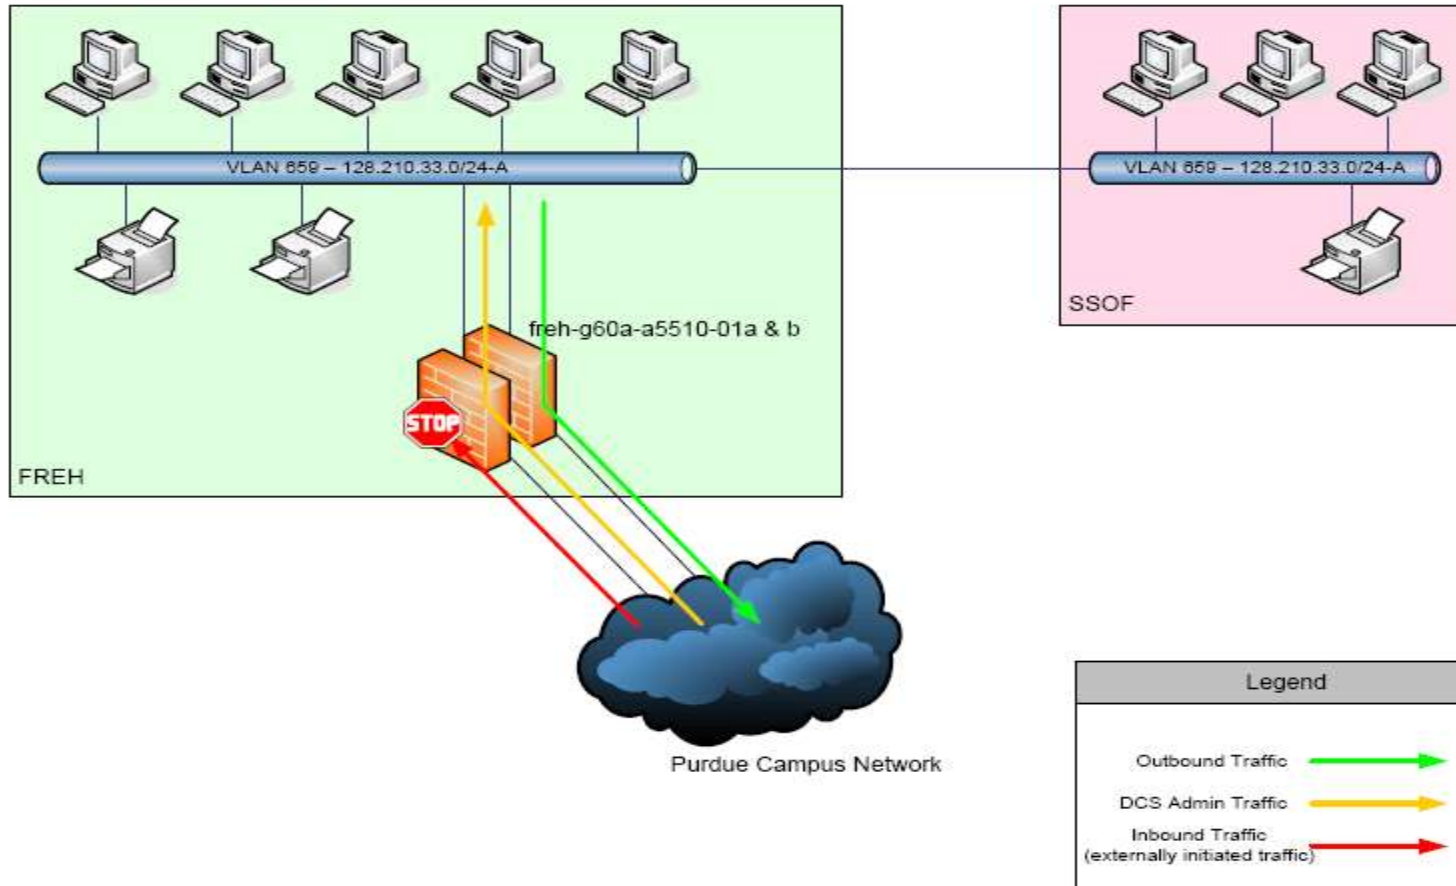 VLAN 659 – 128.210.33.0/24-A
VLAN 659 – 128.210.33.0/24-A
SSOF
freh-g60a-a5510-01a & b
STOP
FREH
Purdue Campus Network
Legend
Outbound Traffic
DCS Admin Traffic
Inbound Traffic
(externally initiated traffic)